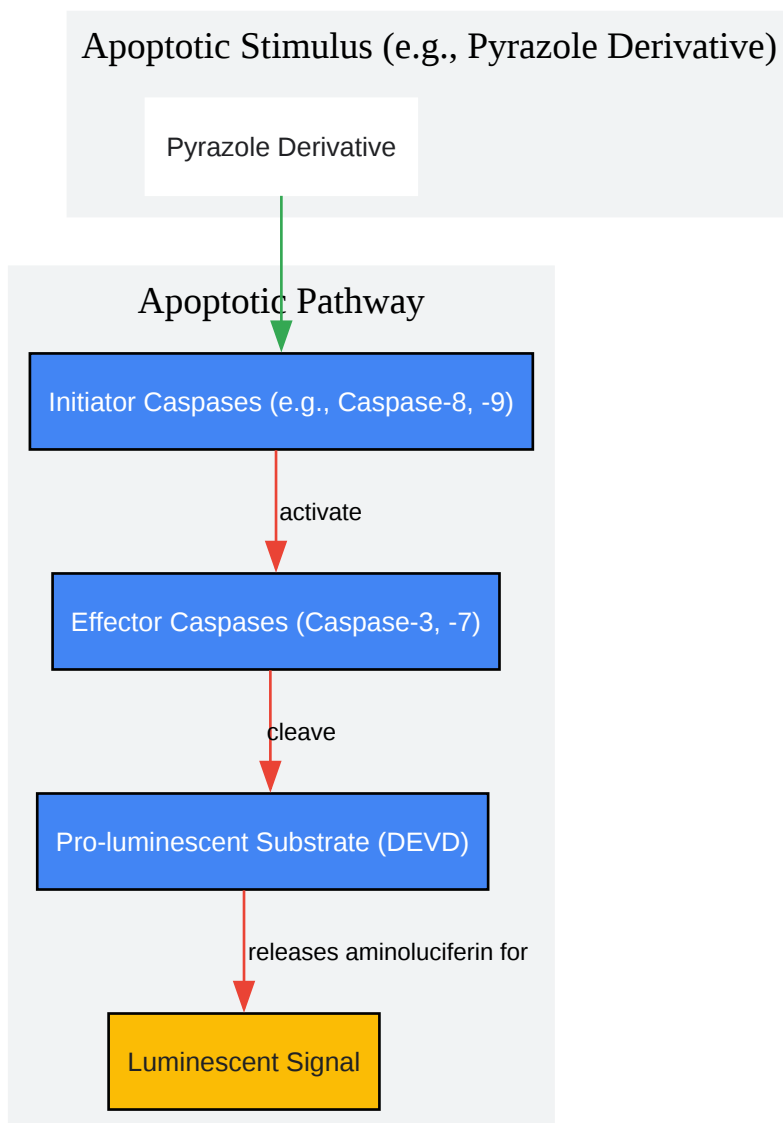 Apoptotic Stimulus (e.g., Pyrazole Derivative)
Pyrazole Derivative
Apoptotic Pathway
Initiator Caspases (e.g., Caspase-8, -9)
activate
Effector Caspases (Caspase-3, -7)
cleave
Pro-luminescent Substrate (DEVD)
releases aminoluciferin for
Luminescent Signal